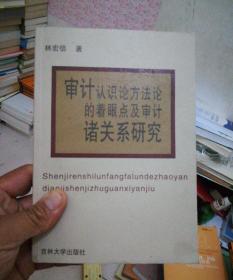 林宏信 著
审计认识论方法论
的着眼点及审计
诸关系研究
Shenjirenshilunfangfalundezhaoyan
dianjishenjizhuguanxiyanjiu
吉林大学出版社